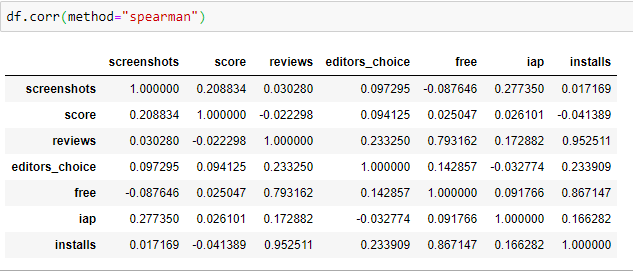 df.corr(method="spearman")
screenshots score reviews editors_choice free iap installs
screenshots 1.000000 0.208834 0.030280 0.097295 -0.087646 0.277350 0.017169
score 0.208834 1.000000 -0.022298 0.094125 0.025047 0.026101 -0.041389
reviews 0.030280 -0.022298 1.000000 0.233250 0.793162 0.172882 0.952511
editors_choice 0.097295 0.094125 0.233250 1.000000 0.142857 -0.032774 0.233909
free -0.087646 0.025047 0.793162 0.142857 1.000000 0.091766 0.867147
iap 0.277350 0.026101 0.172882 -0.032774 0.091766 1.000000 0.166282
installs 0.017169 -0.041389 0.952511 0.233909 0.867147 0.166282 1.000000